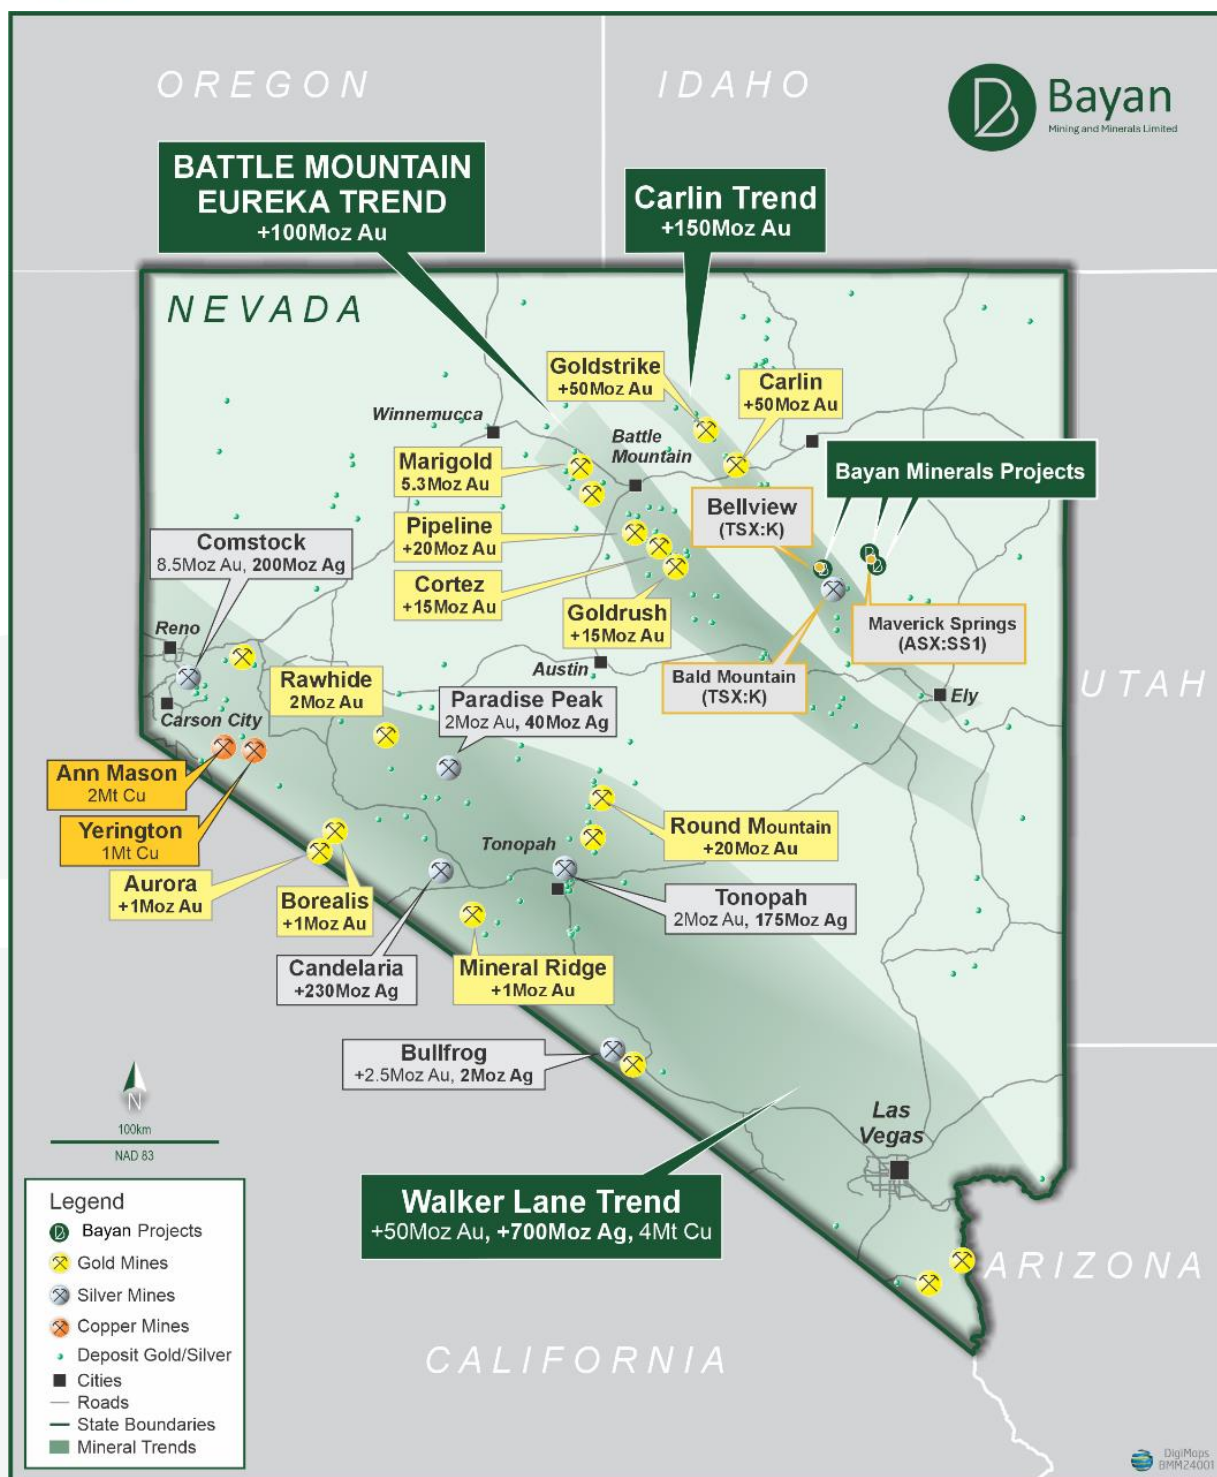 OREGON
IDAHO
Bayan
Mining and Minerals Limited
BATTLE MOUNTAIN
EUREKA TREND
+100Moz Au
Carlin Trend
+150Moz Au
NEVADA
Goldstrike
+50Moz Au
Carlin
+50Moz Au
Winnemucca
Battle
Mountain
Marigold
5.3Moz Au
Bayan Minerals Projects
Bellview
(TSX:K)
Pipeline
+20Moz Au
Comstock
8.5Moz Au, 200Moz Ag
Cortez
+15Moz Au
Goldrush
+15Moz Au
Maverick Springs
(ASX:SS1)
Reno
Austin
Bald Mountain
(TSX:K)
UTAH
Rawhide
2Moz Au
Paradise Peak
2Moz Au, 40Moz Ag
Ely
Carson City
Ann Mason
2Mt Cu
Yerington
1Mt Cu
Round Mountain
+20Moz Au
Tonopah
Aurora
+1Moz Au
Borealis
+1Moz Au
Tonopah
2Moz Au, 175Moz Ag
Candelaria
+230Moz Ag
Mineral Ridge
+1Moz Au
Bullfrog
+2.5Moz Au, 2Moz Ag
N
100km
NAD 83
Las
Vegas
Walker Lane Trend
+50Moz Au, +700Moz Ag, 4Mt Cu
ARIZONA
CALIFORNIA
Legend
Bayan Projects
Gold Mines
Silver Mines
Copper Mines
Deposit Gold/Silver
Cities
Roads
State Boundaries
Mineral Trends
DigiMaps
BMM24001